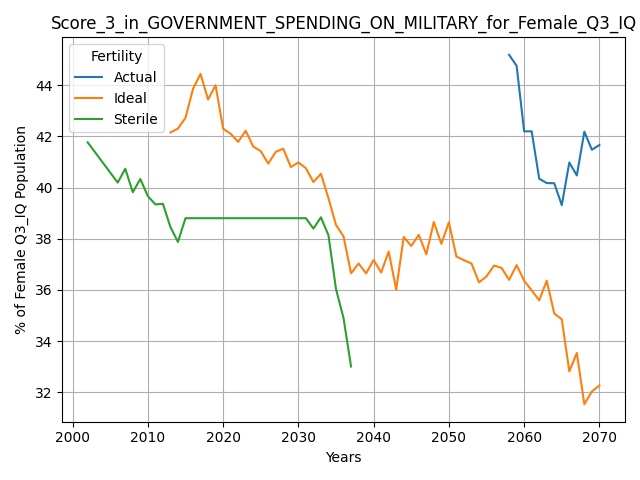 Score_3_in_GOVERNMENT_SPENDING_ON_MILITARY_for_Female_Q3_IQ
Fertility
Actual
Ideal
Sterile
% of Female Q3_IQ Population
44
42
40
38
36
34
32
2000 2010 2020 2030 2040 2050 2060 2070
Years